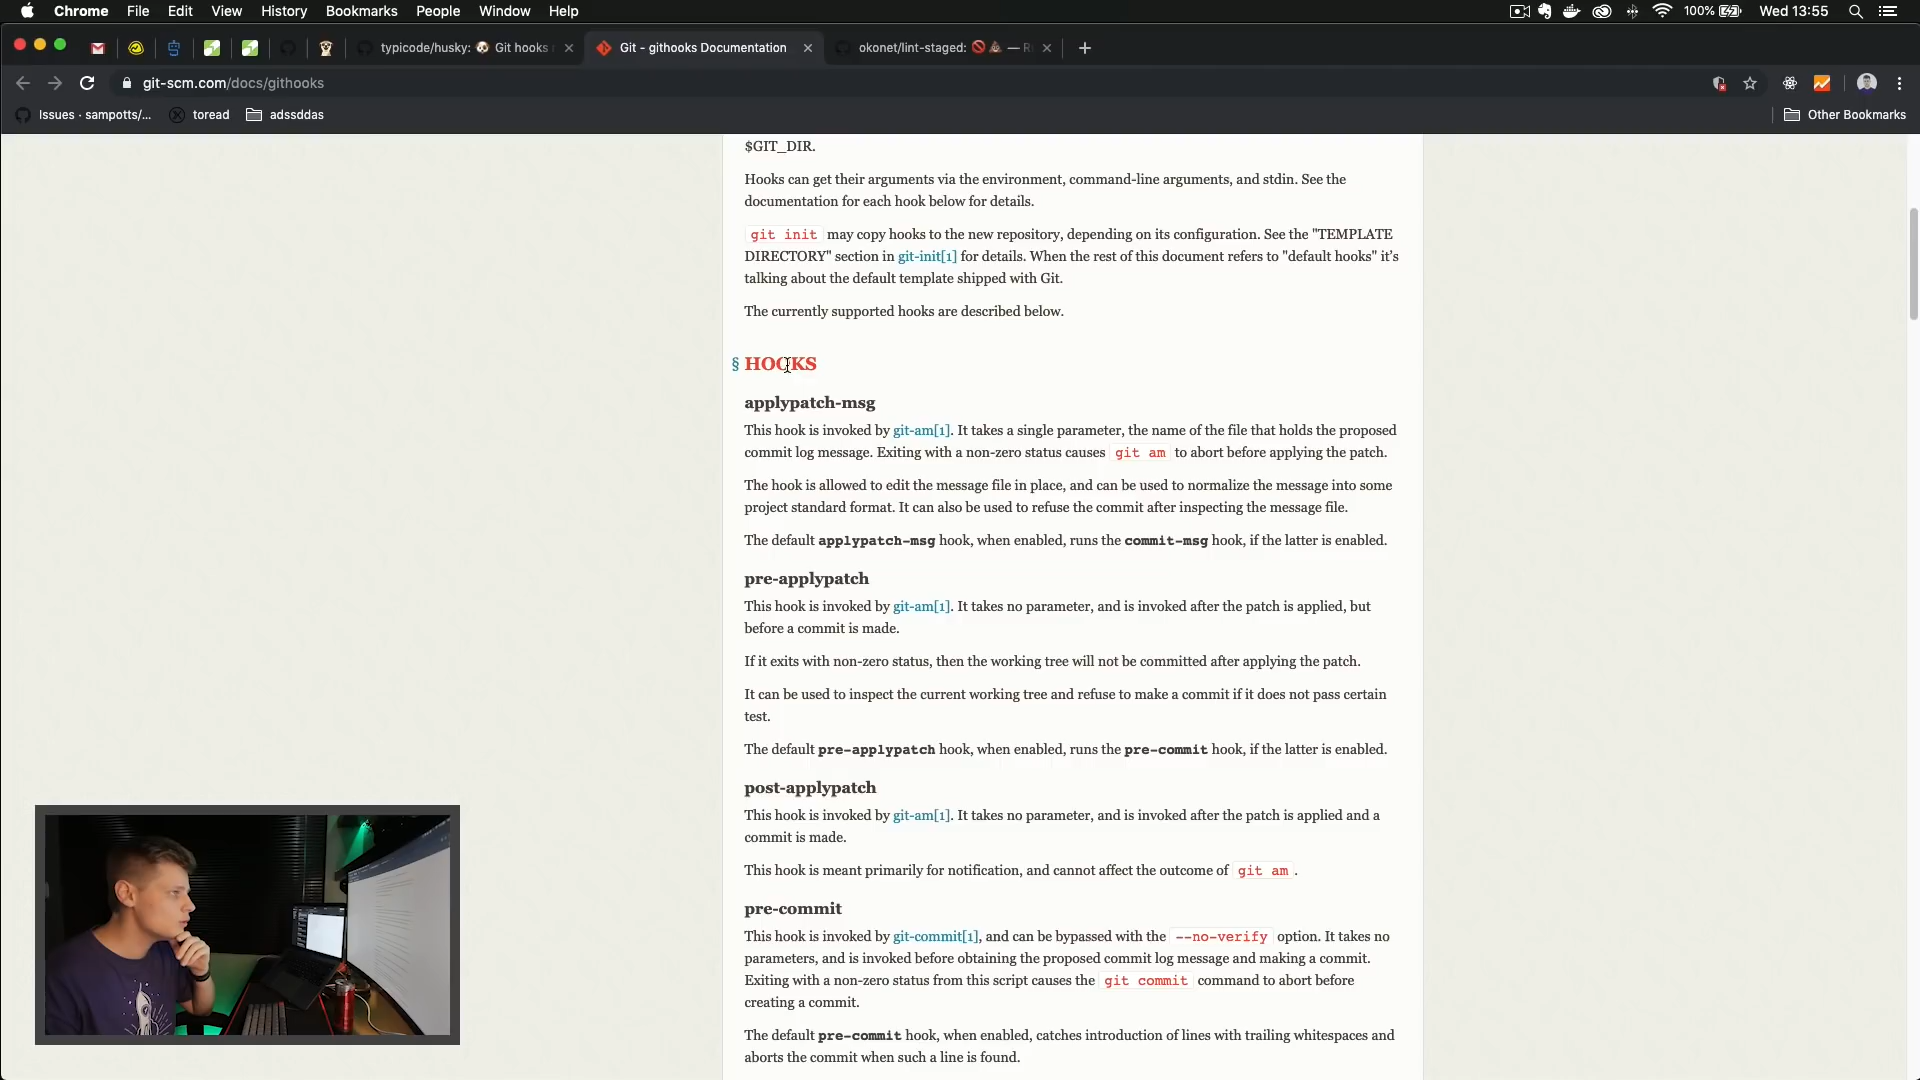 Chrome File Edit View History Bookmarks People Window Help 100% Wed 13:55
typicode/husky: 🐶 Git hooks Git - githooks Documentation okonet/lint-staged: 🚫💩 — R
git-scm.com/docs/githooks
Issues · sampotts/... toread adssddas Other Bookmarks
$GIT_DIR.
Hooks can get their arguments via the environment, command-line arguments, and stdin. See the
documentation for each hook below for details.
git init may copy hooks to the new repository, depending on its configuration. See the "TEMPLATE
DIRECTORY" section in git-init[1] for details. When the rest of this document refers to "default hooks" it's
talking about the default template shipped with Git.
The currently supported hooks are described below.
§ HOOKS
applypatch-msg
This hook is invoked by git-am[1]. It takes a single parameter, the name of the file that holds the proposed
commit log message. Exiting with a non-zero status causes git am to abort before applying the patch.
The hook is allowed to edit the message file in place, and can be used to normalize the message into some
project standard format. It can also be used to refuse the commit after inspecting the message file.
The default applypatch-msg hook, when enabled, runs the commit-msg hook, if the latter is enabled.
pre-applypatch
This hook is invoked by git-am[1]. It takes no parameter, and is invoked after the patch is applied, but
before a commit is made.
If it exits with non-zero status, then the working tree will not be committed after applying the patch.
It can be used to inspect the current working tree and refuse to make a commit if it does not pass certain
test.
The default pre-applypatch hook, when enabled, runs the pre-commit hook, if the latter is enabled.
post-applypatch
This hook is invoked by git-am[1]. It takes no parameter, and is invoked after the patch is applied and a
commit is made.
This hook is meant primarily for notification, and cannot affect the outcome of git am.
pre-commit
This hook is invoked by git-commit[1], and can be bypassed with the --no-verify option. It takes no
parameters, and is invoked before obtaining the proposed commit log message and making a commit.
Exiting with a non-zero status from this script causes the git commit command to abort before
creating a commit.
The default pre-commit hook, when enabled, catches introduction of lines with trailing whitespaces and
aborts the commit when such a line is found.